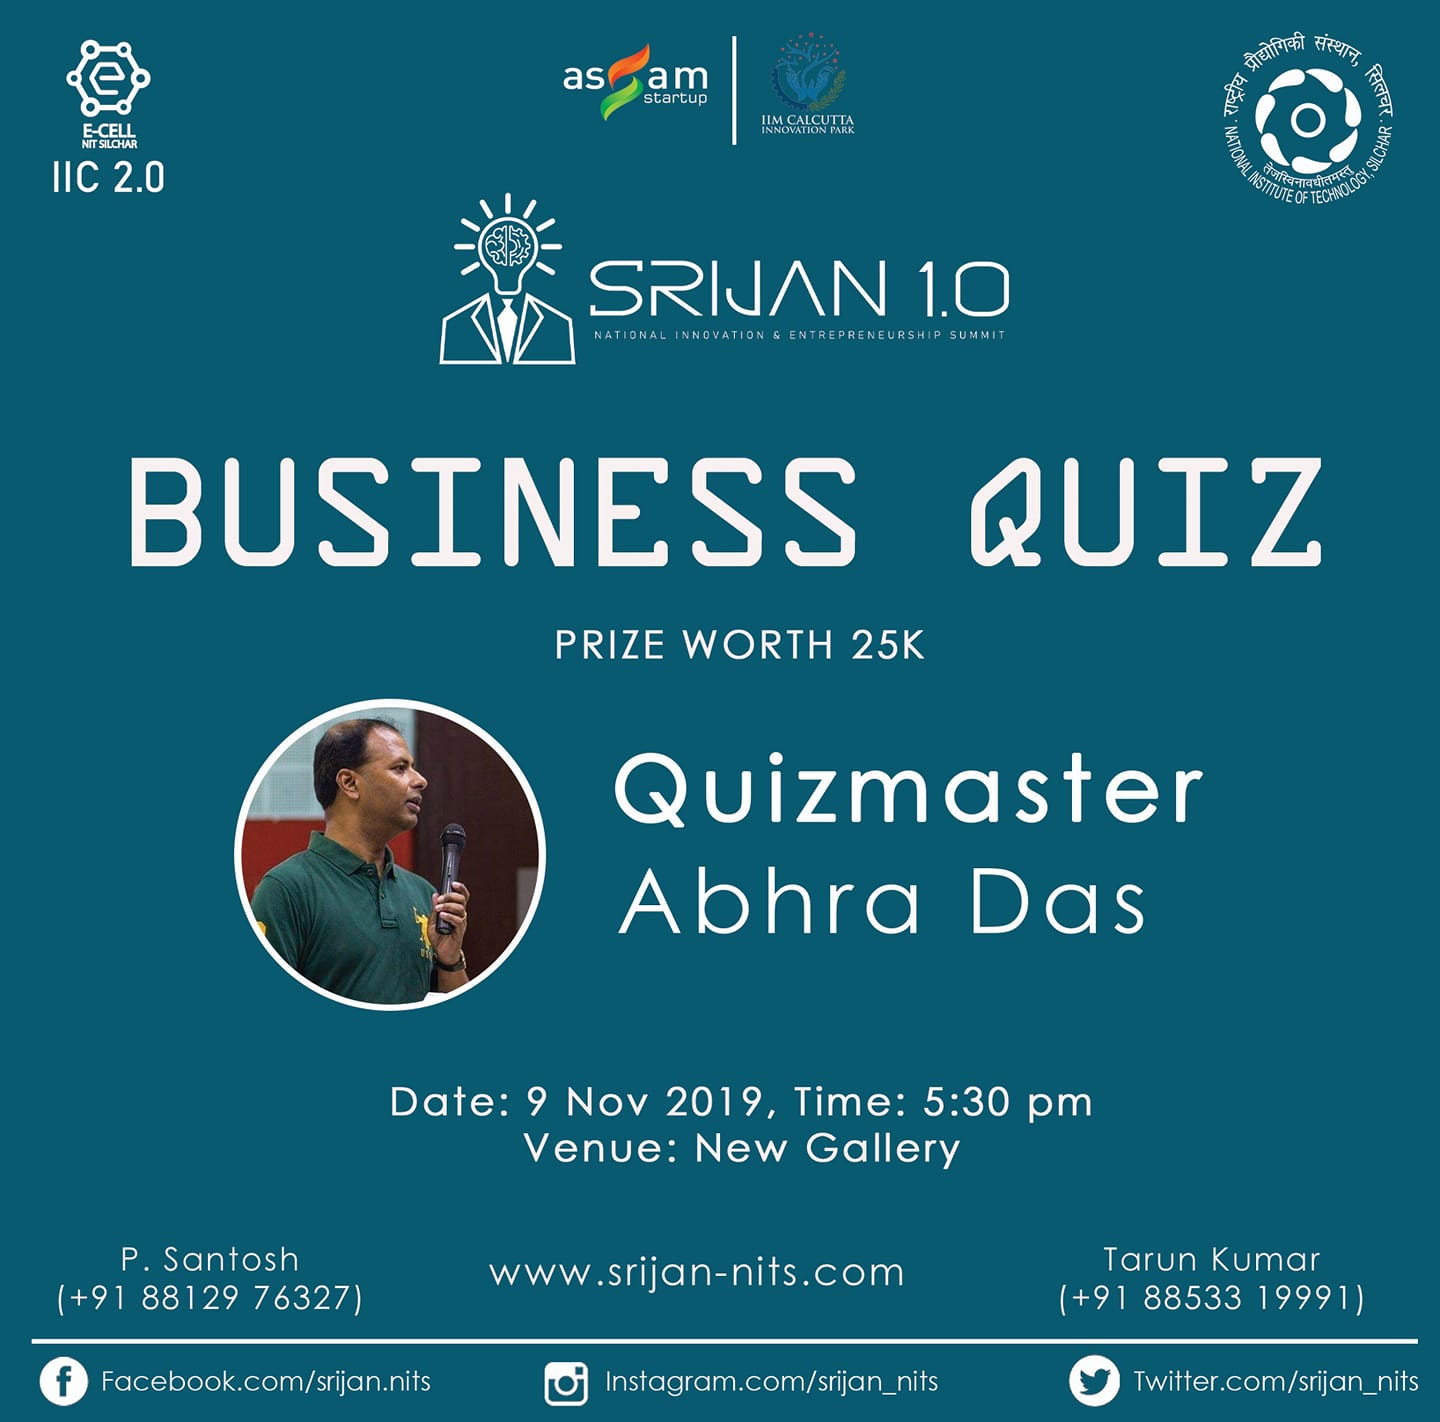 E-CELL
NIT SILCHAR
IIC 2.0
assam
startup
IIM CALCUTTA
INNOVATION PARK
राष्ट्रीय प्रौद्योगिकी संस्थान, सिलचर
तेजस्विनावधीतमस्तु
NATIONAL INSTITUTE OF TECHNOLOGY, SILCHAR
SRIJAN 1.0
NATIONAL INNOVATION & ENTREPRENEURSHIP SUMMIT
BUSINESS QUIZ
PRIZE WORTH 25K
Quizmaster
Abhra Das
Date: 9 Nov 2019, Time: 5:30 pm
Venue: New Gallery
P. Santosh
(+91 88129 76327)
www.srijan-nits.com
Tarun Kumar
(+91 88533 19991)
Facebook.com/srijan.nits
Instagram.com/srijan_nits
Twitter.com/srijan_nits